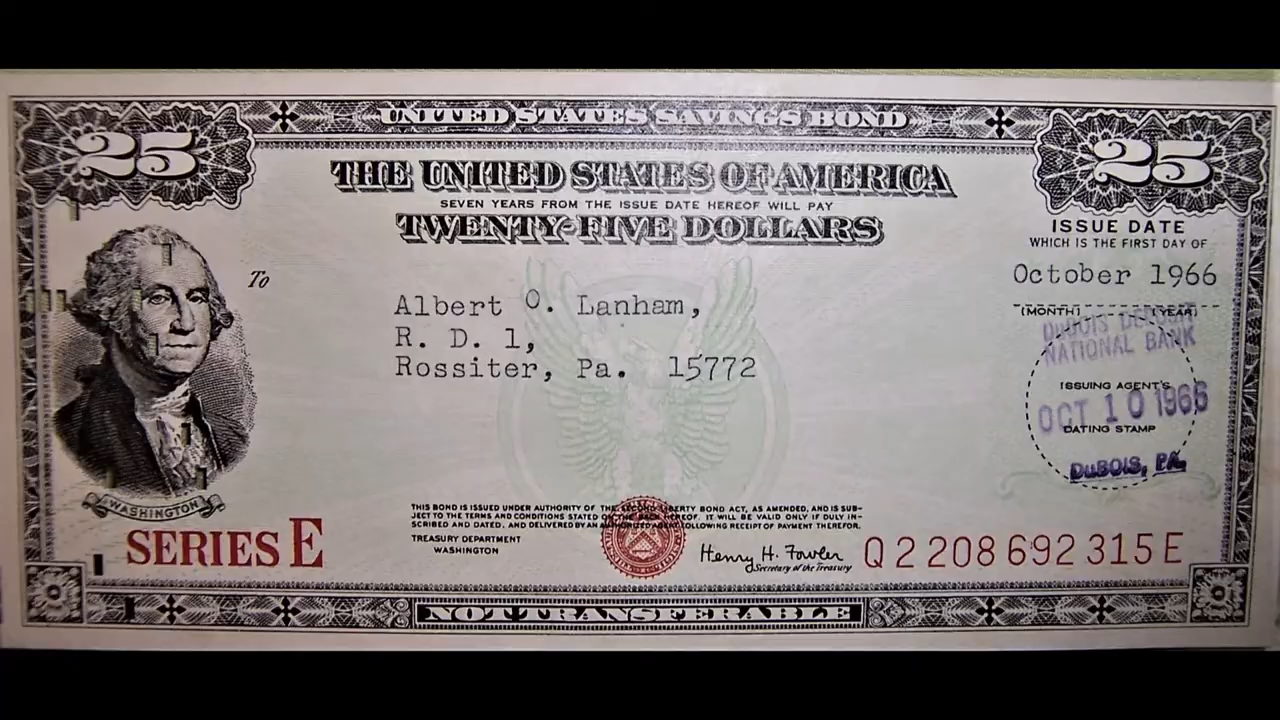 UNITED STATES SAVINGS BOND
25
25
THE UNITED STATES OF AMERICA
SEVEN YEARS FROM THE ISSUE DATE HEREOF WILL PAY
TWENTY-FIVE DOLLARS
ISSUE DATE
WHICH IS THE FIRST DAY OF
October 1966
(MONTH) (YEAR)
To
Albert O. Lanham,
R. D. 1,
Rossiter, Pa. 15772
DUBOIS DEPOSIT
NATIONAL BANK
ISSUING AGENT'S
OCT 10 1966
DATING STAMP
DUBOIS, PA.
WASHINGTON
SERIES E
THIS BOND IS ISSUED UNDER AUTHORITY OF THE SECOND LIBERTY BOND ACT, AS AMENDED, AND IS SUB-
JECT TO THE TERMS AND CONDITIONS STATED ON THE BACK HEREOF. IT WILL BE VALID ONLY IF DULY IN-
SCRIBED AND DATED, AND DELIVERED BY AN AUTHORIZED AGENT FOLLOWING RECEIPT OF PAYMENT THEREFOR.
TREASURY DEPARTMENT
WASHINGTON
Henry H. Fowler
Secretary of the Treasury
Q2208692315E
NOT TRANSFERABLE